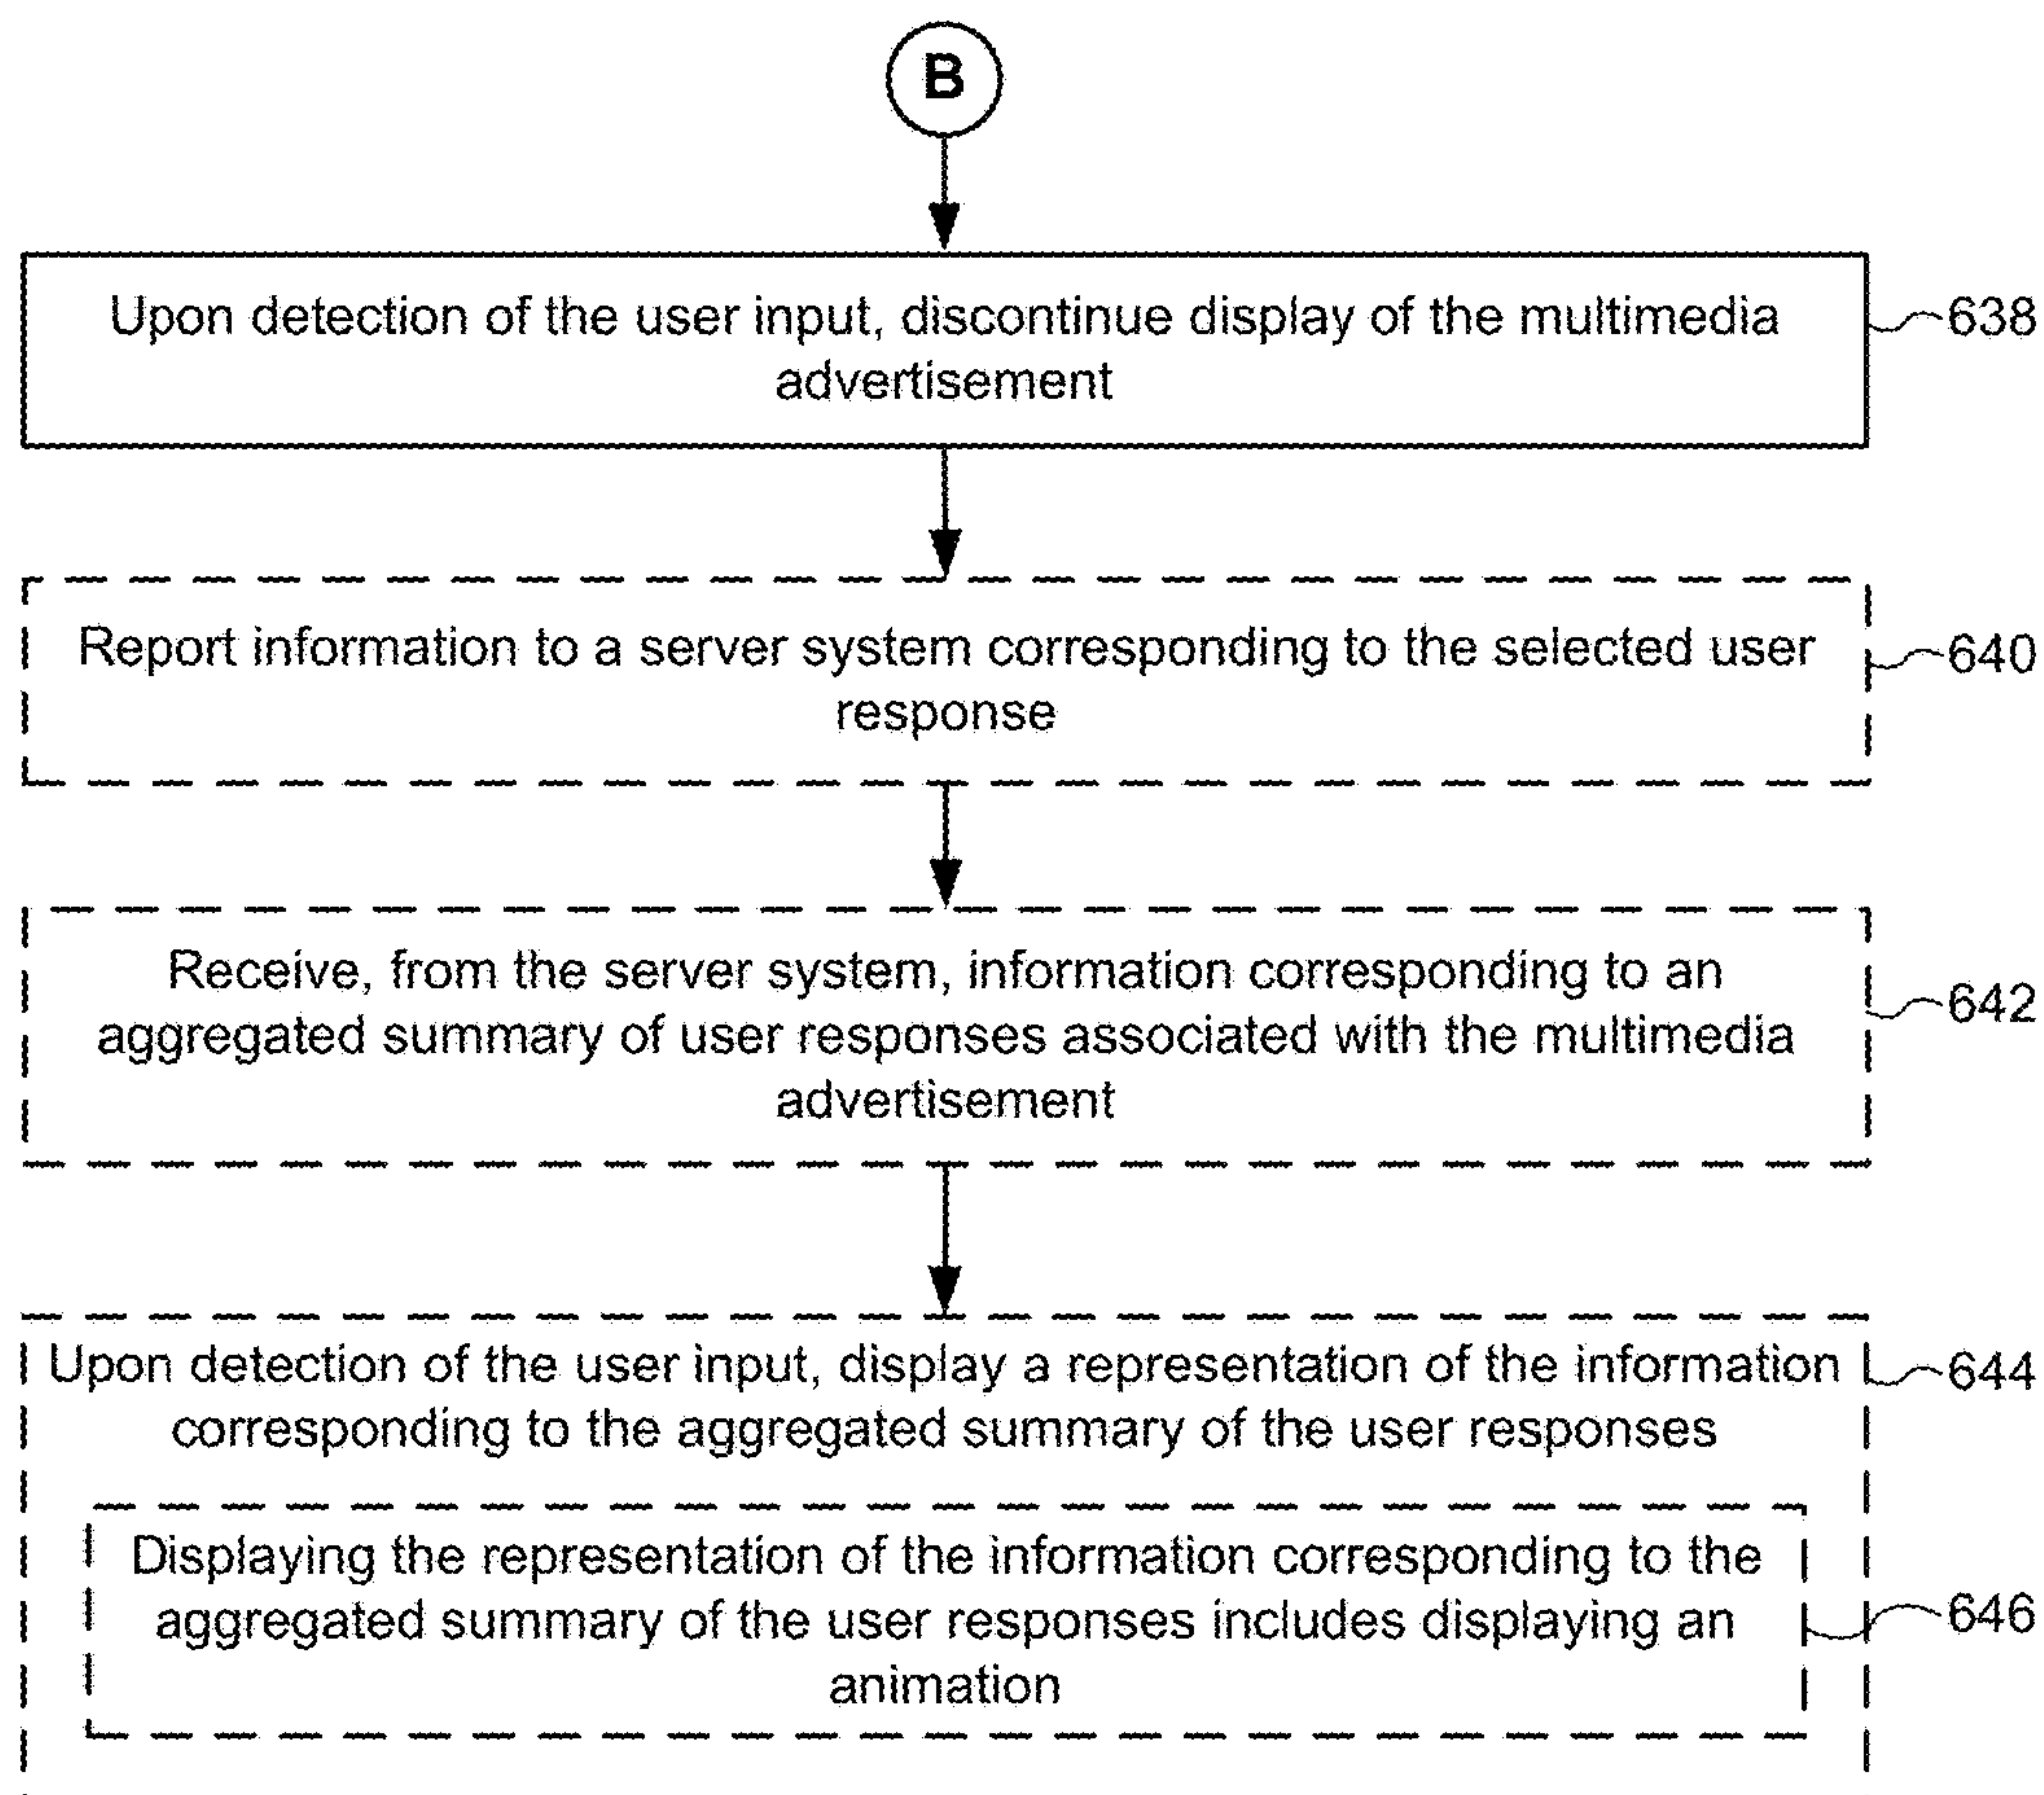 B
Upon detection of the user input, discontinue display of the multimedia
advertisement
638
Report information to a server system corresponding to the selected user
response
640
Receive, from the server system, information corresponding to an
aggregated summary of user responses associated with the multimedia
advertisement
642
Upon detection of the user input, display a representation of the information
corresponding to the aggregated summary of the user responses
644
Displaying the representation of the information corresponding to the
aggregated summary of the user responses includes displaying an
animation
646